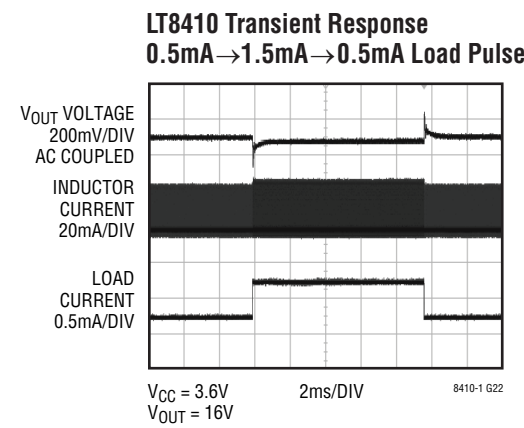 LT8410 Transient Response
0.5mA→1.5mA→0.5mA Load Pulse
VOUT VOLTAGE
200mV/DIV
AC COUPLED
INDUCTOR
CURRENT
20mA/DIV
LOAD
CURRENT
0.5mA/DIV
VCC = 3.6V
VOUT = 16V
2ms/DIV
8410-1 G22